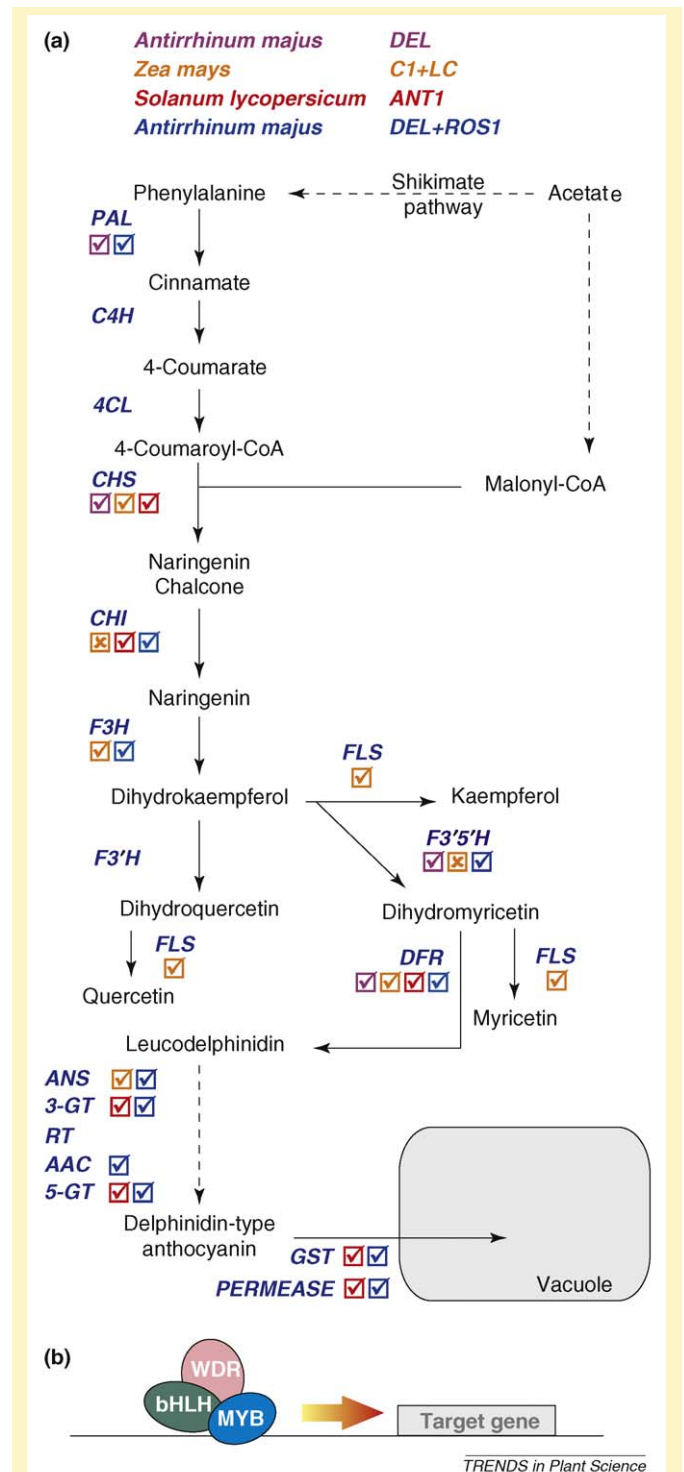 (a)
Antirrhinum majus DEL
Zea mays C1+LC
Solanum lycopersicum ANT1
Antirrhinum majus DEL+ROS1
Phenylalanine Shikimate pathway Acetate
PAL
Cinnamate
C4H
4-Coumarate
4CL
4-Coumaroyl-CoA
CHS
Malonyl-CoA
Naringenin
Chalcone
CHI
Naringenin
F3H
FLS
Dihydrokaempferol Kaempferol
F3′H F3′5′H
Dihydroquercetin Dihydromyricetin
FLS DFR FLS
Quercetin Myricetin
Leucodelphinidin
ANS
3-GT
RT
AAC
5-GT
Delphinidin-type
anthocyanin
GST
PERMEASE Vacuole
(b)
WDR
bHLH
MYB Target gene
TRENDS in Plant Science